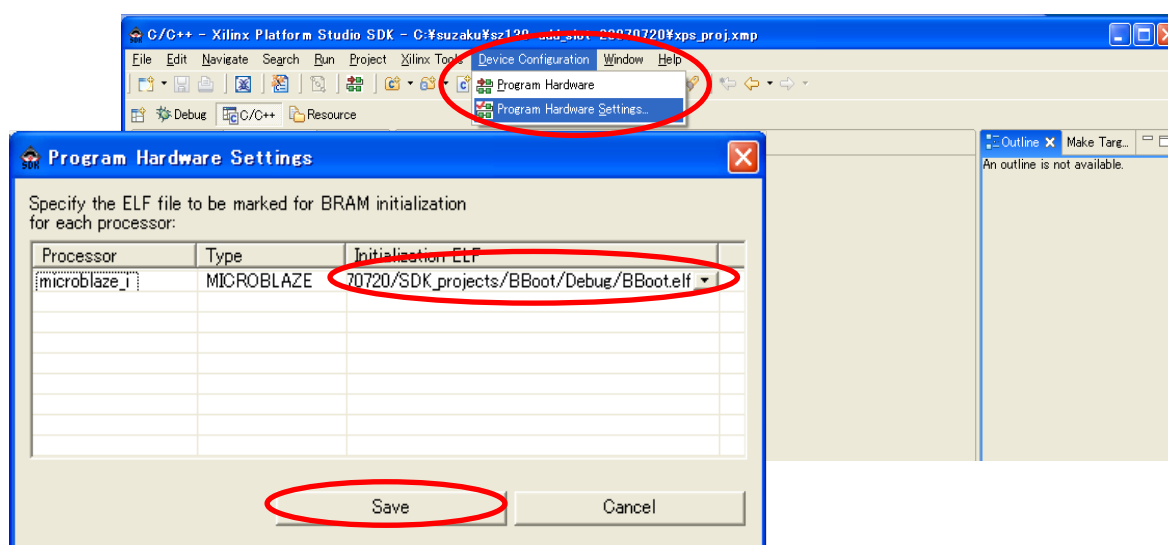 C/C++ - Xilinx Platform Studio SDK - C:¥suzaku¥sz130-add_slot-20070720¥xps_proj.xmp
File Edit Navigate Search Run Project Xilinx Tools Device Configuration Window Help
Program Hardware
Debug C/C++ Resource
Program Hardware Settings...
Outline Make Targ...
An outline is not available.
SDK
Program Hardware Settings
Specify the ELF file to be marked for BRAM initialization
for each processor:
Processor Type Initialization ELF
microblaze_i MICROBLAZE 70720/SDK_projects/BBoot/Debug/BBoot.elf
Save Cancel